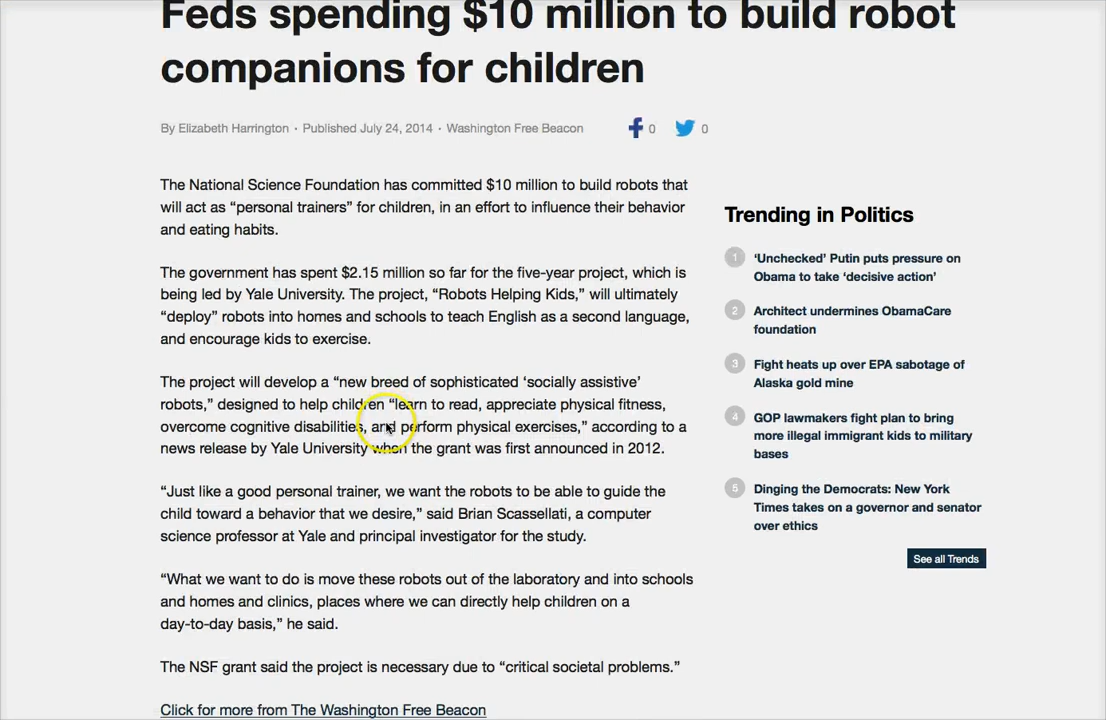 Feds spending $10 million to build robot
companions for children
By Elizabeth Harrington · Published July 24, 2014 · Washington Free Beacon
0
0
The National Science Foundation has committed $10 million to build robots that
will act as “personal trainers” for children, in an effort to influence their behavior
and eating habits.
The government has spent $2.15 million so far for the five-year project, which is
being led by Yale University. The project, “Robots Helping Kids,” will ultimately
“deploy” robots into homes and schools to teach English as a second language,
and encourage kids to exercise.
The project will develop a “new breed of sophisticated ‘socially assistive’
robots,” designed to help children “learn to read, appreciate physical fitness,
overcome cognitive disabilities, and perform physical exercises,” according to a
news release by Yale University when the grant was first announced in 2012.
“Just like a good personal trainer, we want the robots to be able to guide the
child toward a behavior that we desire,” said Brian Scassellati, a computer
science professor at Yale and principal investigator for the study.
“What we want to do is move these robots out of the laboratory and into schools
and homes and clinics, places where we can directly help children on a
day-to-day basis,” he said.
The NSF grant said the project is necessary due to “critical societal problems.”
Click for more from The Washington Free Beacon
Trending in Politics
1
‘Unchecked’ Putin puts pressure on
Obama to take ‘decisive action’
2
Architect undermines ObamaCare
foundation
3
Fight heats up over EPA sabotage of
Alaska gold mine
4
GOP lawmakers fight plan to bring
more illegal immigrant kids to military
bases
5
Dinging the Democrats: New York
Times takes on a governor and senator
over ethics
See all Trends